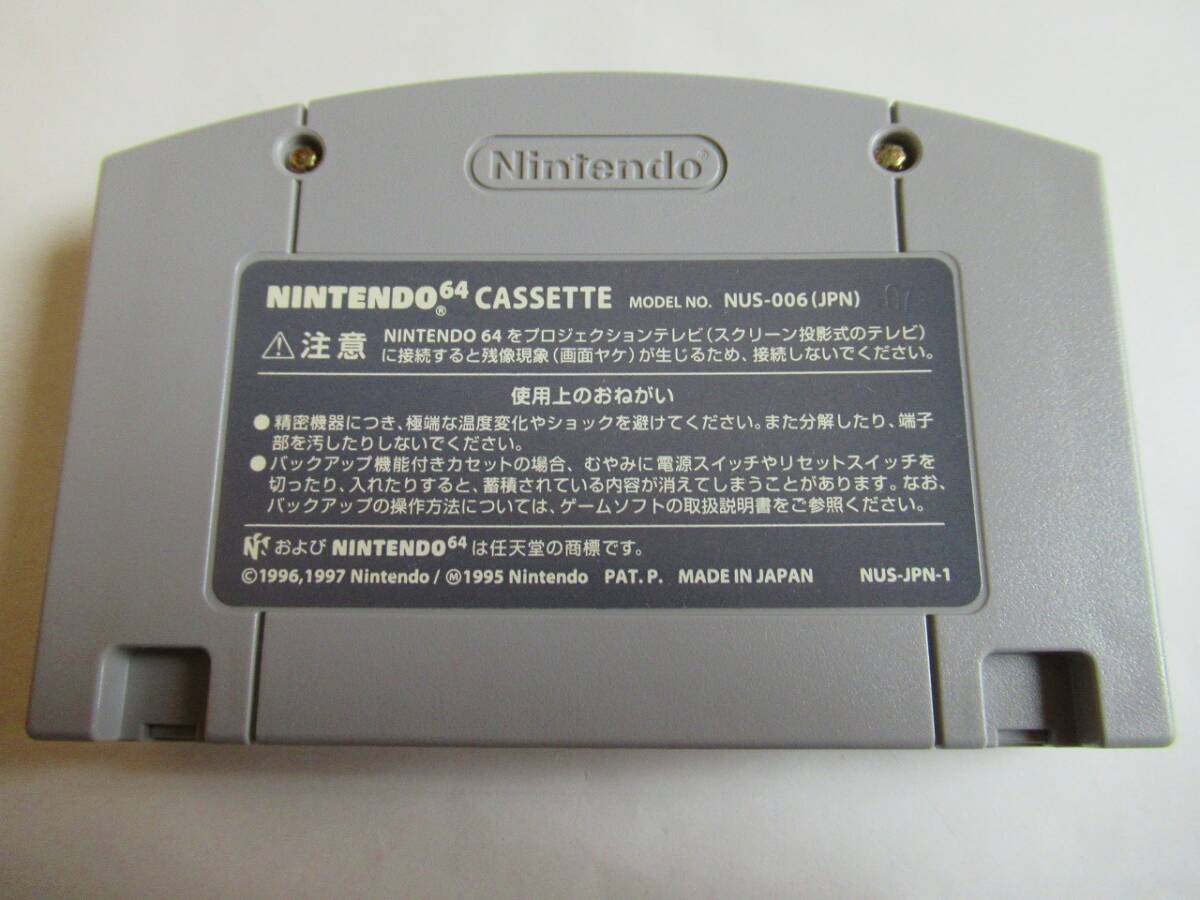 Nintendo®
NINTENDO64® CASSETTE MODEL NO. NUS-006(JPN) 07
⚠注意 NINTENDO 64をプロジェクションテレビ(スクリーン投影式のテレビ)
に接続すると残像現象(画面ヤケ)が生じるため、接続しないでください。
使用上のおねがい
●精密機器につき、極端な温度変化やショックを避けてください。また分解したり、端子
部を汚したりしないでください。
●バックアップ機能付きカセットの場合、むやみに電源スイッチやリセットスイッチを
切ったり、入れたりすると、蓄積されている内容が消えてしまうことがあります。なお、
バックアップの操作方法については、ゲームソフトの取扱説明書をご参照ください。
および NINTENDO64は任天堂の商標です。
©1996,1997 Nintendo/Ⓜ1995 Nintendo PAT.P. MADE IN JAPAN NUS-JPN-1